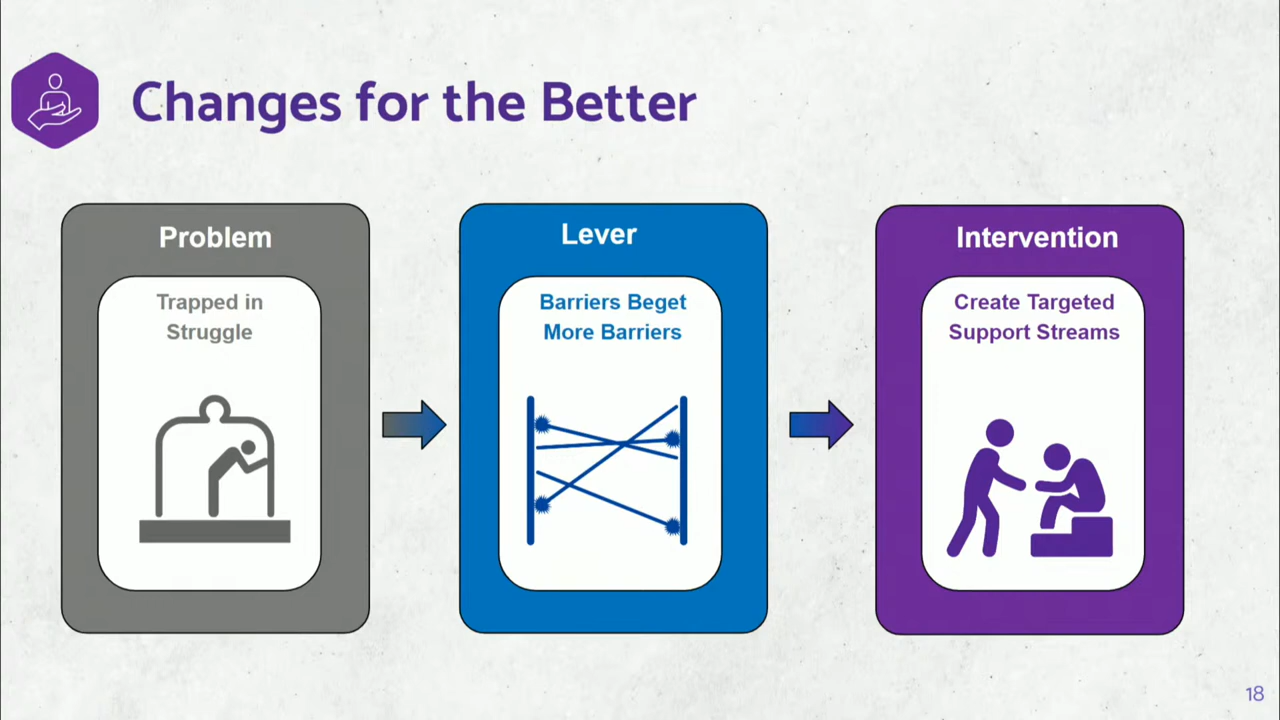 Changes for the Better
Problem
Trapped in
Struggle
Lever
Barriers Beget
More Barriers
Intervention
Create Targeted
Support Streams
18